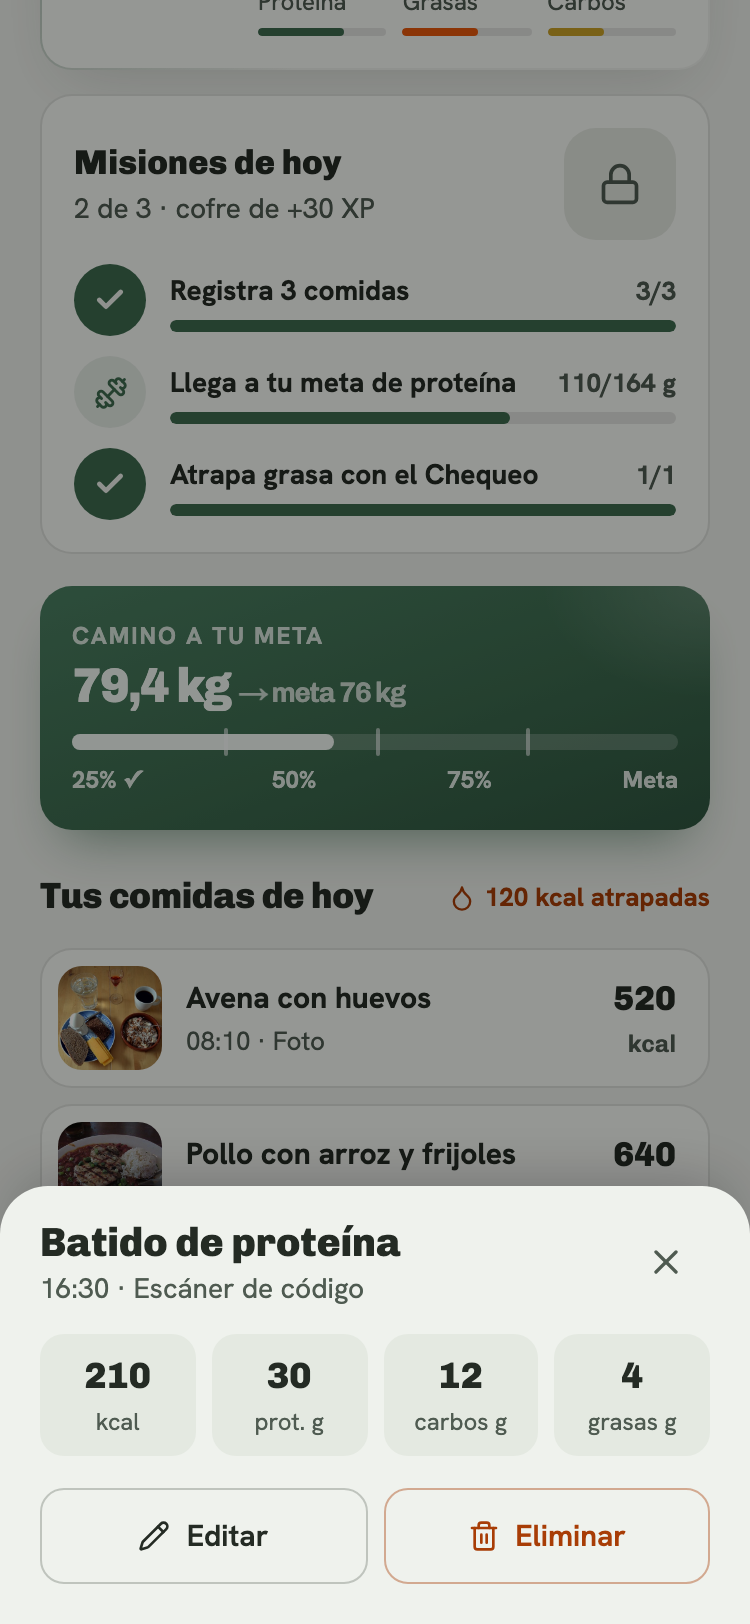 Proteína Grasas Carbos
Misiones de hoy
2 de 3 · cofre de +30 XP
Registra 3 comidas 3/3
Llega a tu meta de proteína 110/164 g
Atrapa grasa con el Chequeo 1/1
CAMINO A TU META
79,4 kg → meta 76 kg
25% ✓ 50% 75% Meta
Tus comidas de hoy 120 kcal atrapadas
Avena con huevos 520
08:10 · Foto kcal
Pollo con arroz y frijoles 640
Batido de proteína
16:30 · Escáner de código
210 30 12 4
kcal prot. g carbos g grasas g
Editar Eliminar